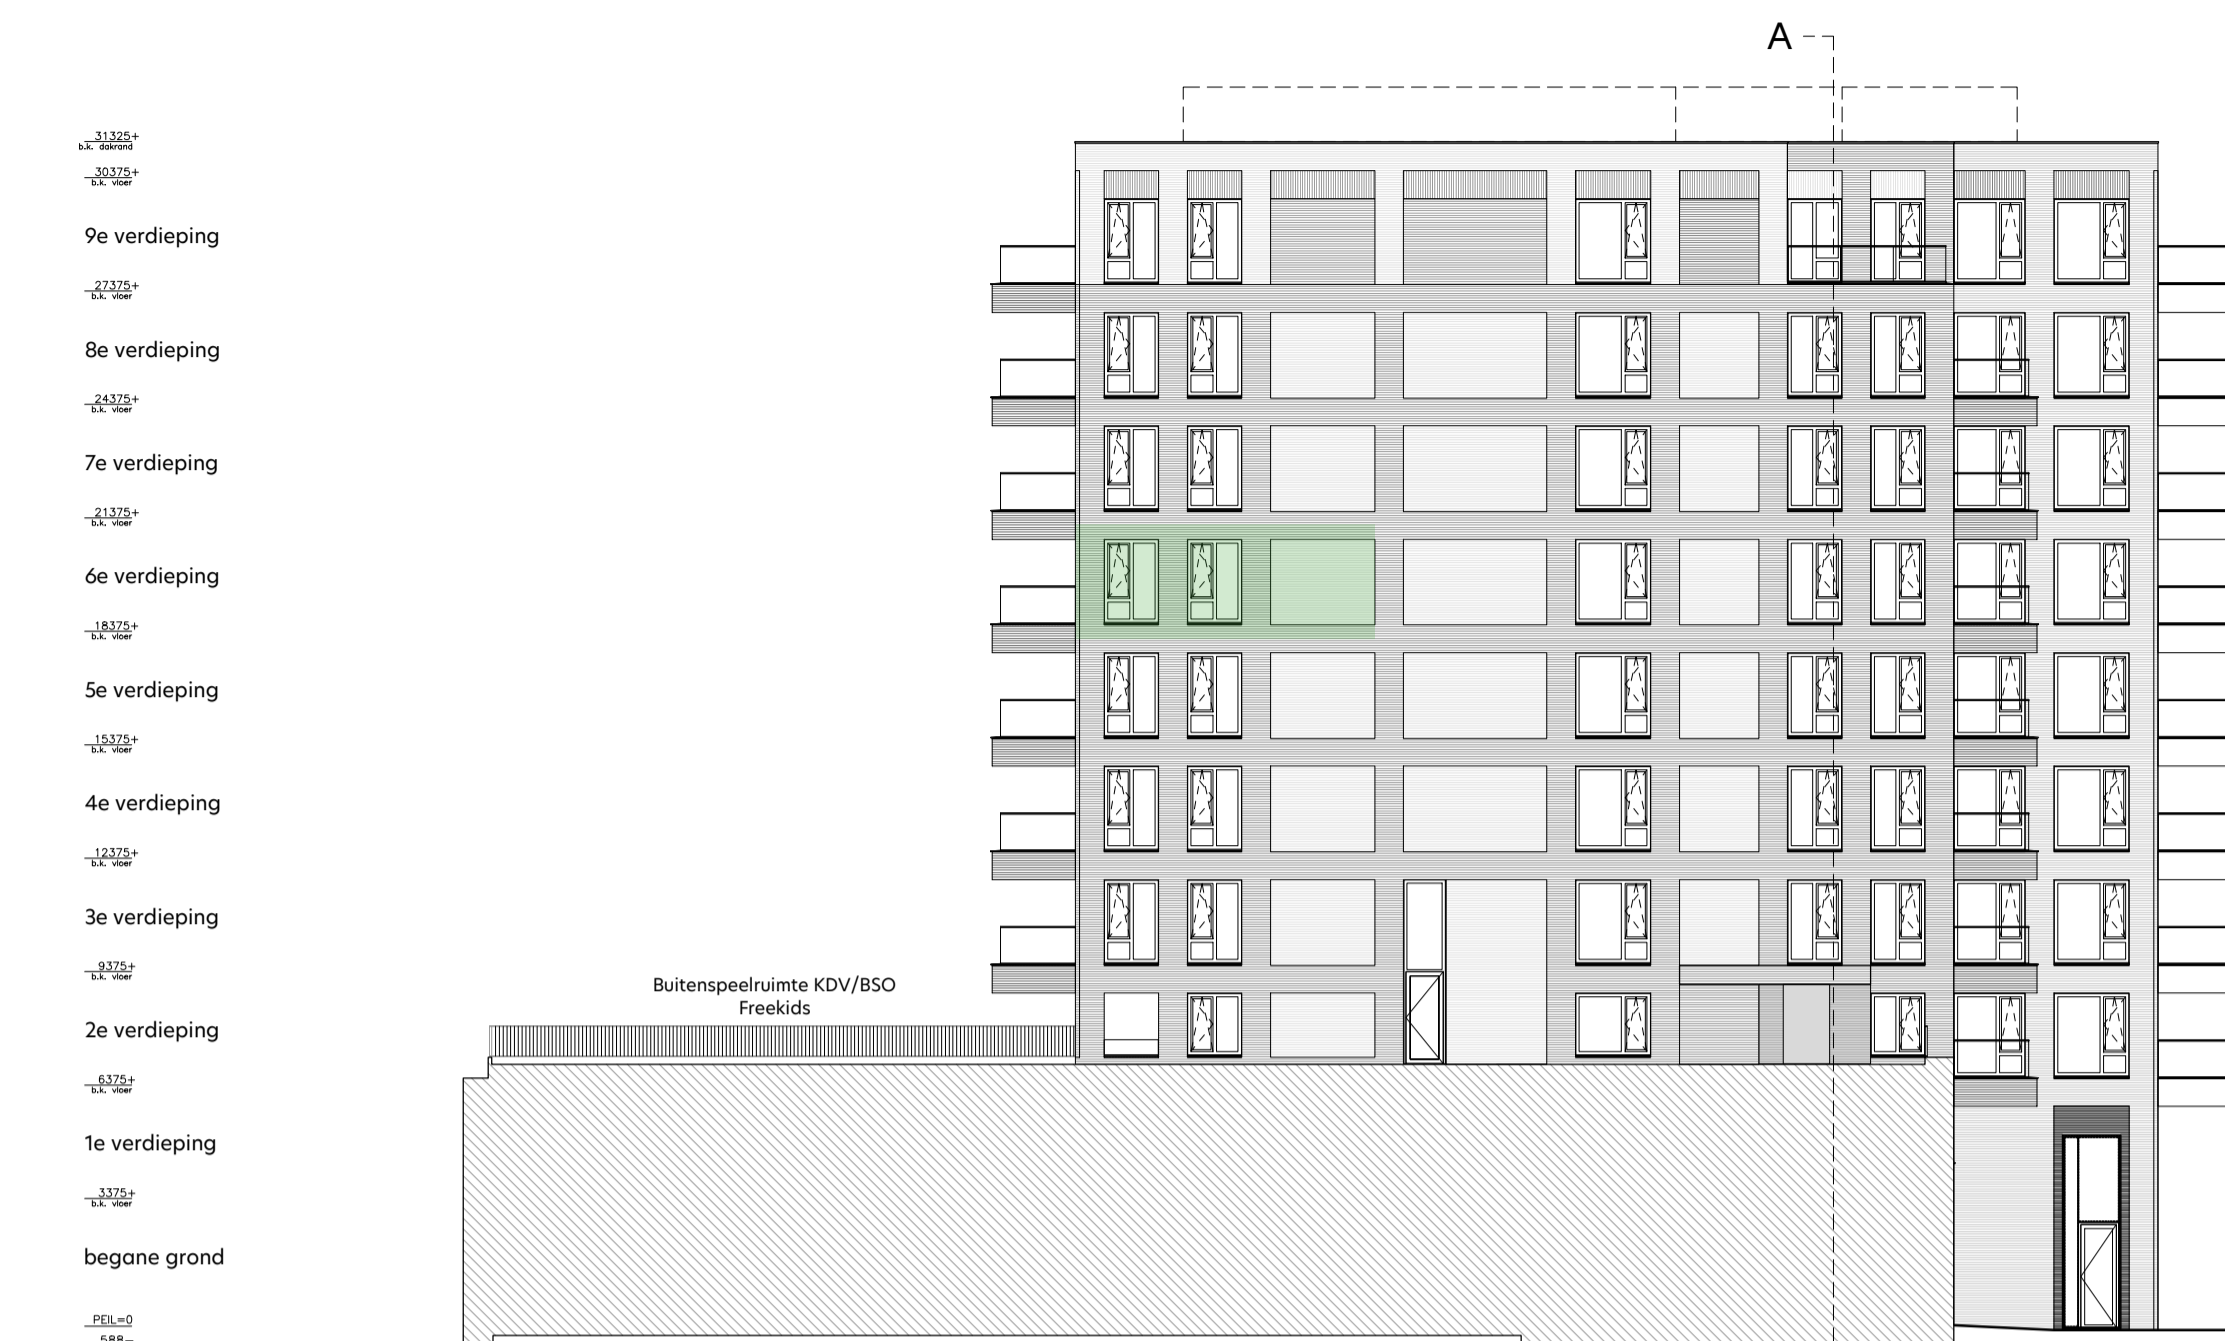 A
31325+
b.k. dakrand
30375+
b.k. vloer
9e verdieping
27375+
b.k. vloer
8e verdieping
24375+
b.k. vloer
7e verdieping
21375+
b.k. vloer
6e verdieping
18375+
b.k. vloer
5e verdieping
15375+
b.k. vloer
4e verdieping
12375+
b.k. vloer
3e verdieping
9375+
b.k. vloer
Buitenspeelruimte KDV/BSO
Freekids
2e verdieping
6375+
b.k. vloer
1e verdieping
3375+
b.k. vloer
begane grond
PEIL=0
588-